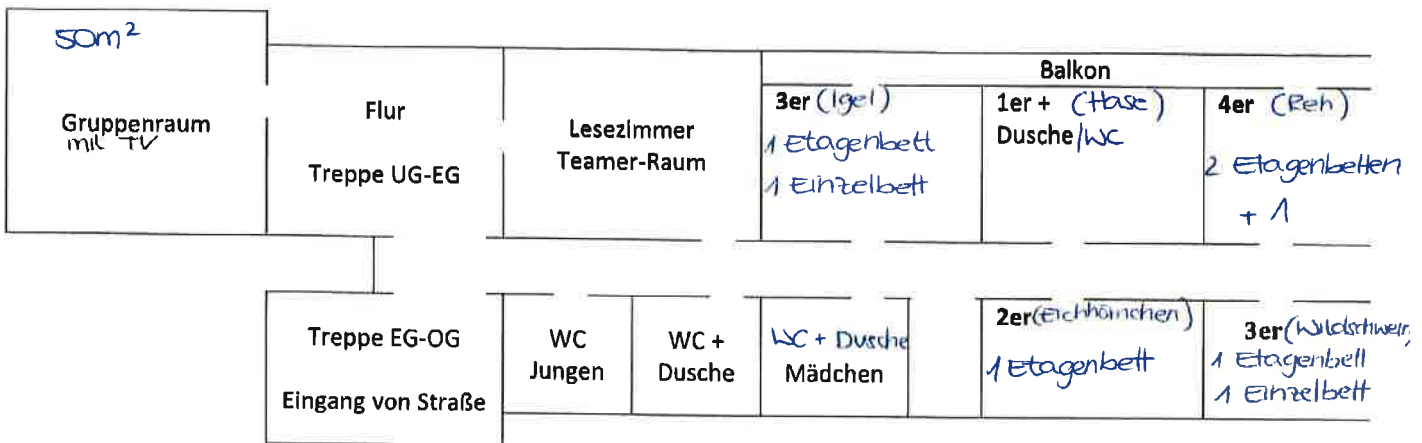 50m²
Gruppenraum
mit TV
Flur
Treppe UG-EG
Lesezimmer
Teamer-Raum
Balkon
3er (Igel)
1 Etagenbett
1 Einzelbett
1er + (Hase)
Dusche/WC
4er (Reh)
2 Etagenbetten
+ 1
Treppe EG-OG
Eingang von Straße
WC
Jungen
WC +
Dusche
WC + Dusche
Mädchen
2er (Eichhörnchen)
1 Etagenbett
3er (Wildschwein)
1 Etagenbett
1 Einzelbett